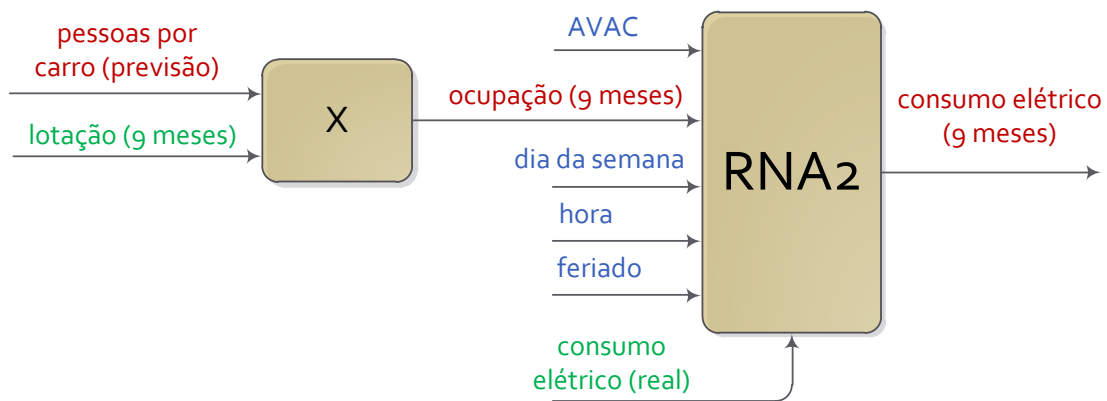 pessoas por
carro (previsão)
lotação (9 meses)
X
ocupação (9 meses)
AVAC
dia da semana
hora
feriado
consumo
elétrico (real)
RNA2
consumo elétrico
(9 meses)